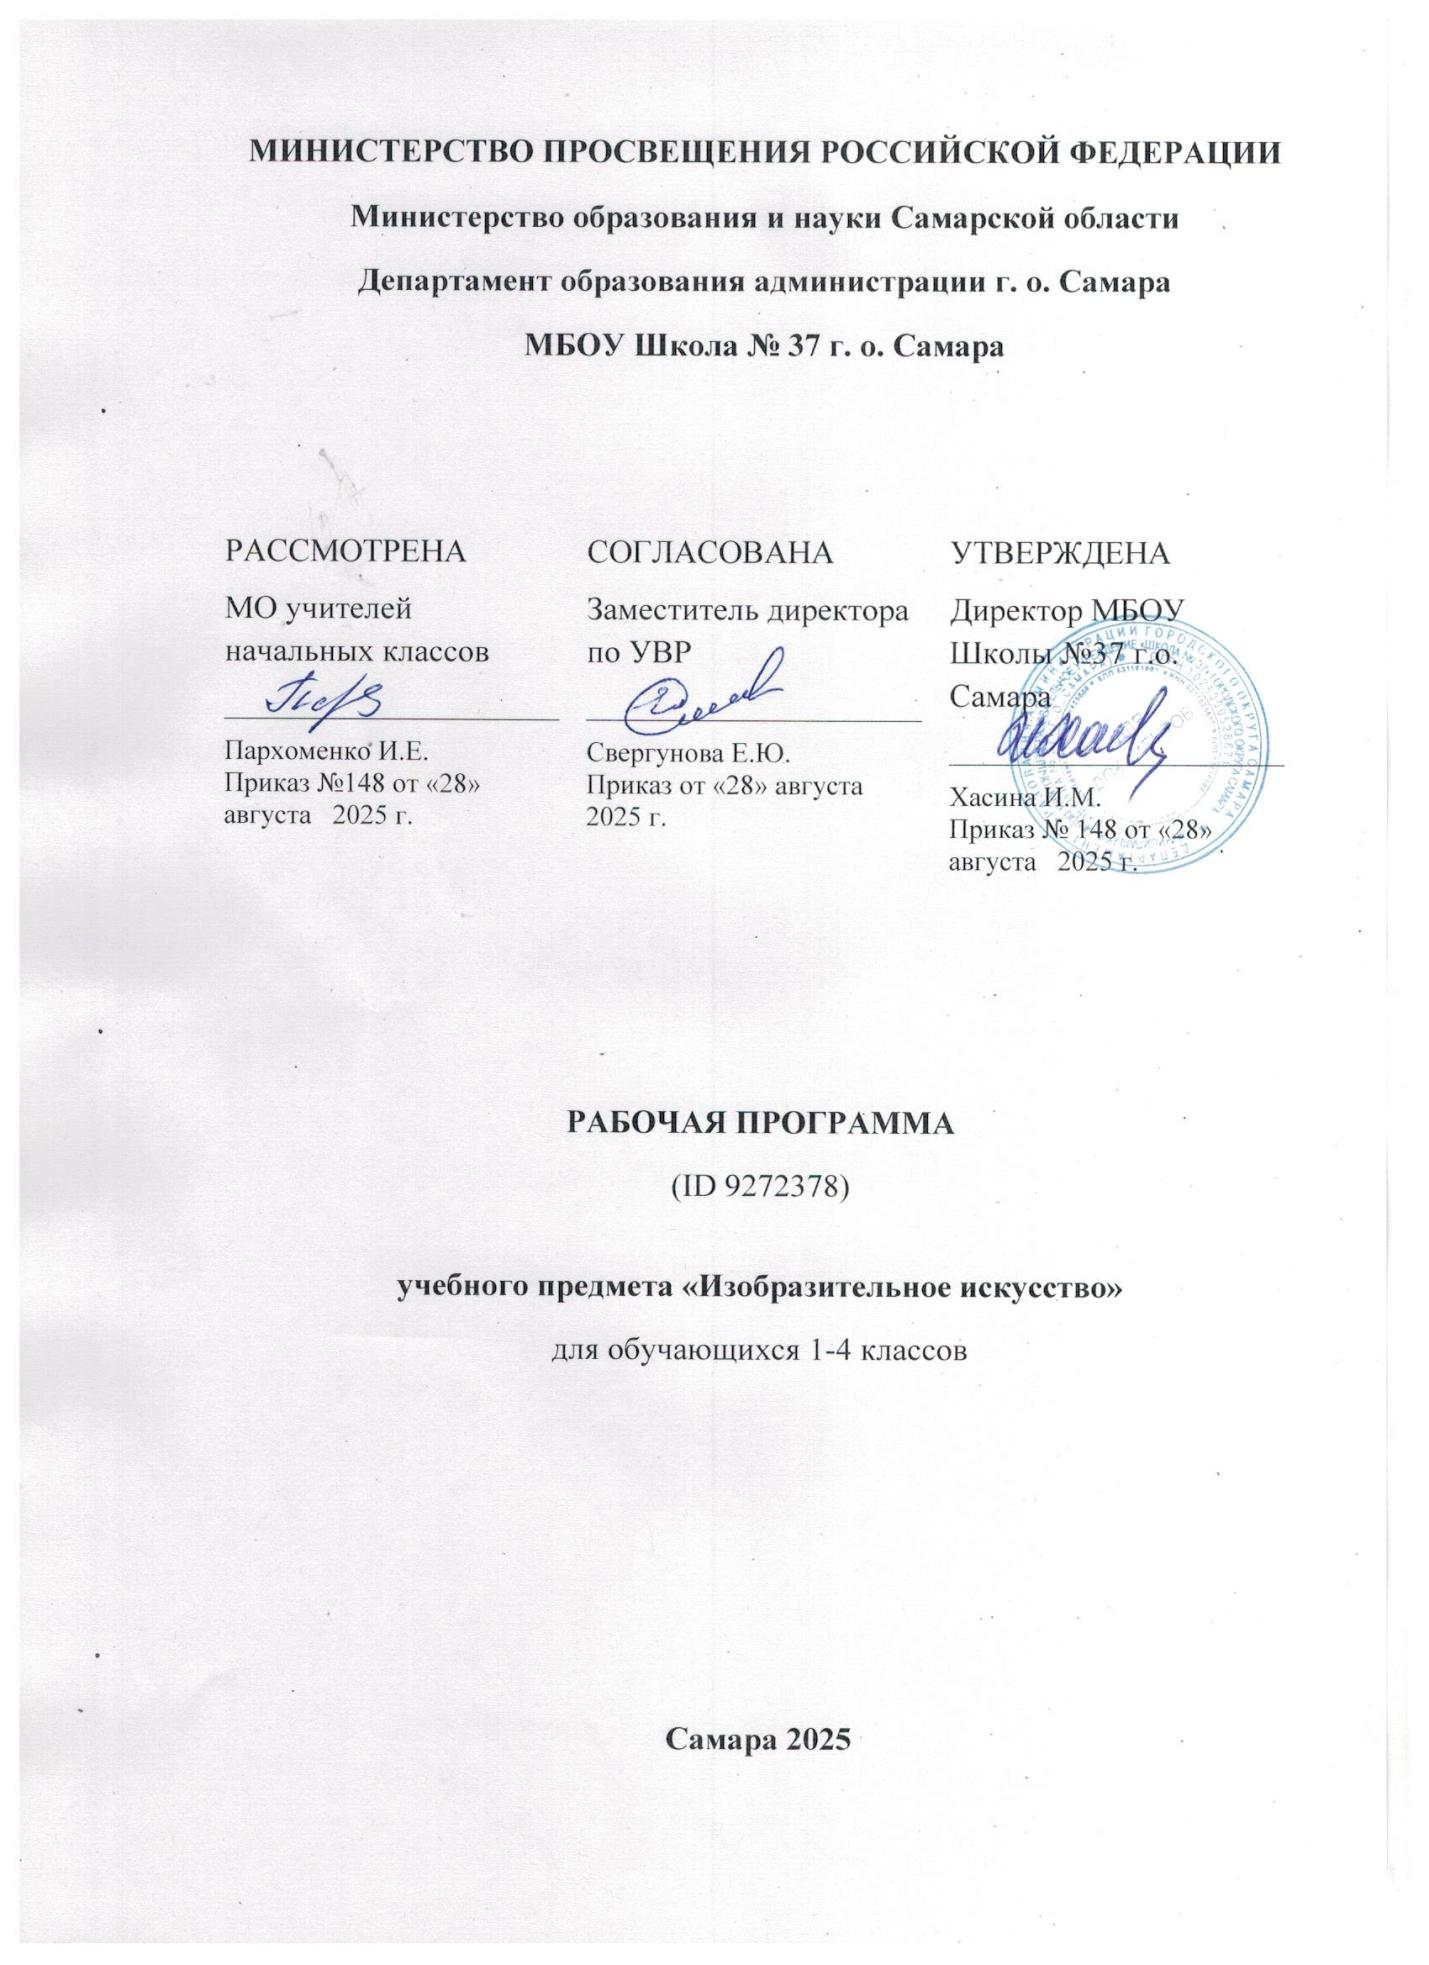 МИНИСТЕРСТВО ПРОСВЕЩЕНИЯ РОССИЙСКОЙ ФЕДЕРАЦИИ
Министерство образования и науки Самарской области
Департамент образования администрации г. о. Самара
МБОУ Школа № 37 г. о. Самара
РАССМОТРЕНА
МО учителей
начальных классов
Пархоменко И.Е.
Приказ №148 от «28»
августа 2025 г.
СОГЛАСОВАНА
Заместитель директора
по УВР
Свергунова Е.Ю.
Приказ от «28» августа
2025 г.
УТВЕРЖДЕНА
Директор МБОУ
Школы №37 г.о.
Самара
Хасина И.М.
Приказ № 148 от «28»
августа 2025 г.
РАБОЧАЯ ПРОГРАММА
(ID 9272378)
учебного предмета «Изобразительное искусство»
для обучающихся 1-4 классов
Самара 2025